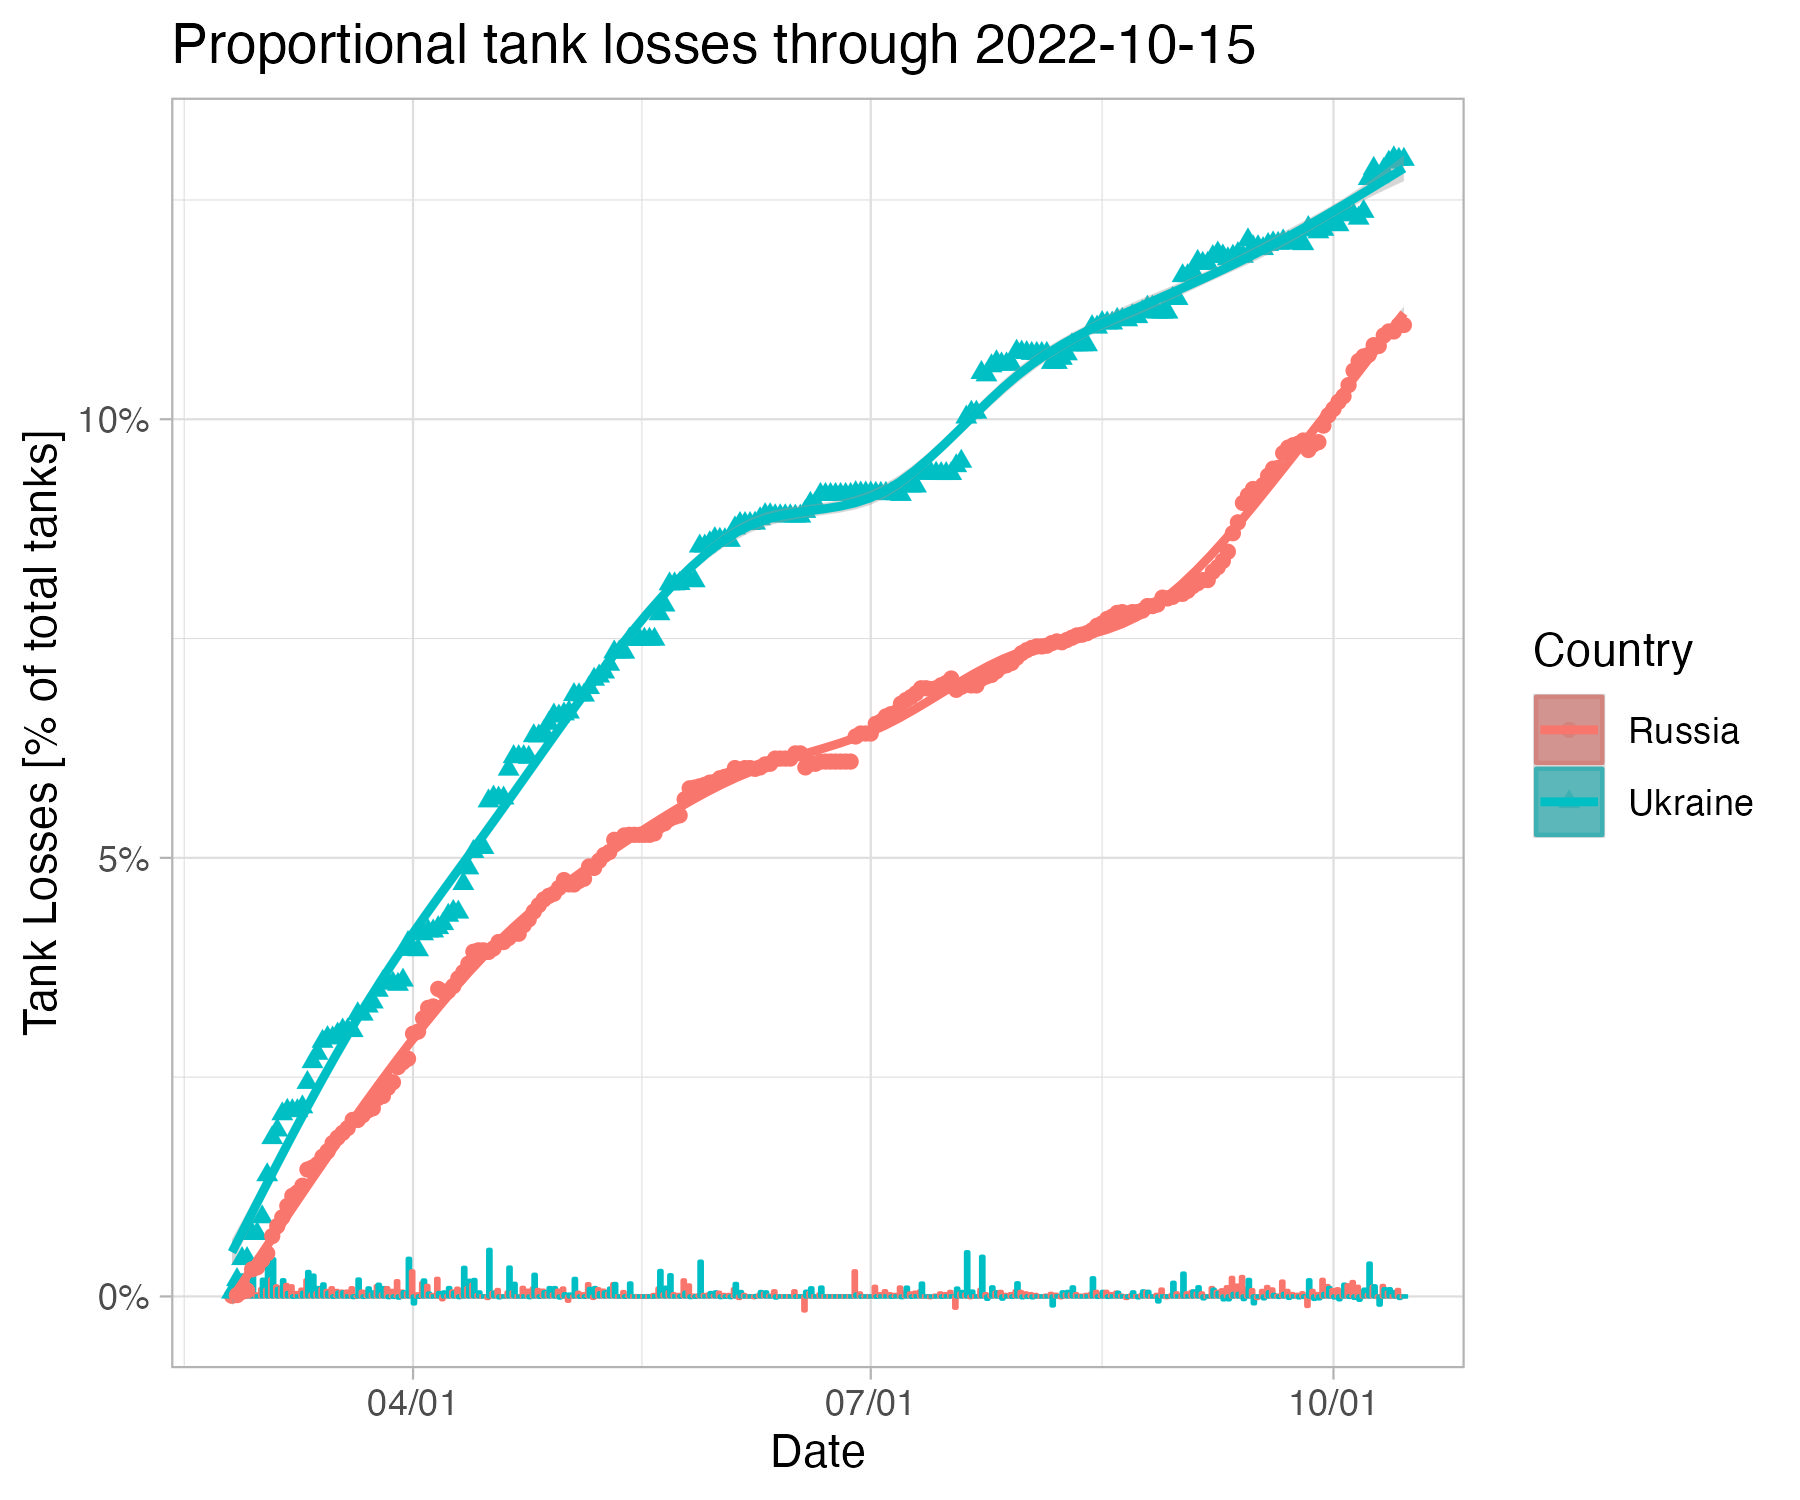 Proportional tank losses through 2022-10-15
Tank Losses [% of total tanks]
10%
5%
0%
04/01
07/01
10/01
Date
Country
Russia
Ukraine